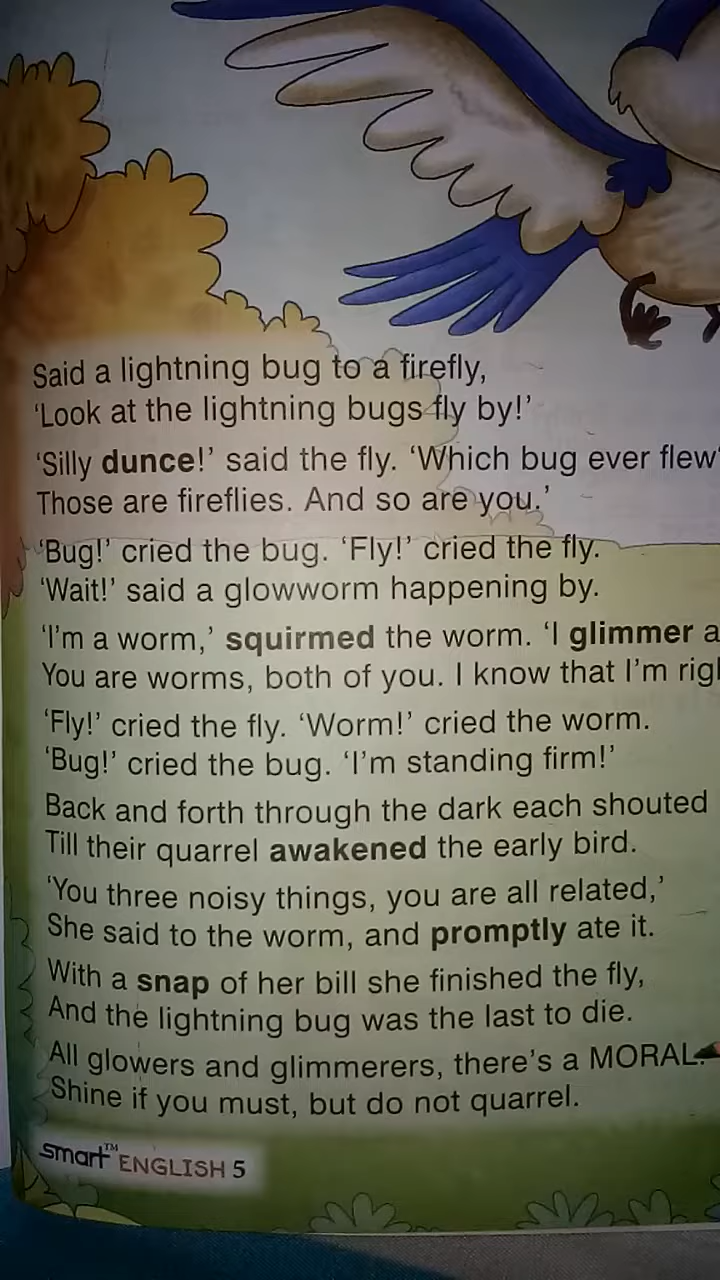 Said a lightning bug to a firefly,
‘Look at the lightning bugs fly by!’
‘Silly dunce!’ said the fly. ‘Which bug ever flew
Those are fireflies. And so are you.’
‘Bug!’ cried the bug. ‘Fly!’ cried the fly.
‘Wait!’ said a glowworm happening by.
‘I’m a worm,’ squirmed the worm. ‘I glimmer
You are worms, both of you. I know that I’m
‘Fly!’ cried the fly. ‘Worm!’ cried the worm.
‘Bug!’ cried the bug. ‘I’m standing firm!’
Back and forth through the dark each shouted
Till their quarrel awakened the early bird.
‘You three noisy things, you are all related,’
She said to the worm, and promptly ate it.
With a snap of her bill she finished the fly,
And the lightning bug was the last to die.
All glowers and glimmerers, there’s a MORAL:
Shine if you must, but do not quarrel.
smart™ ENGLISH 5